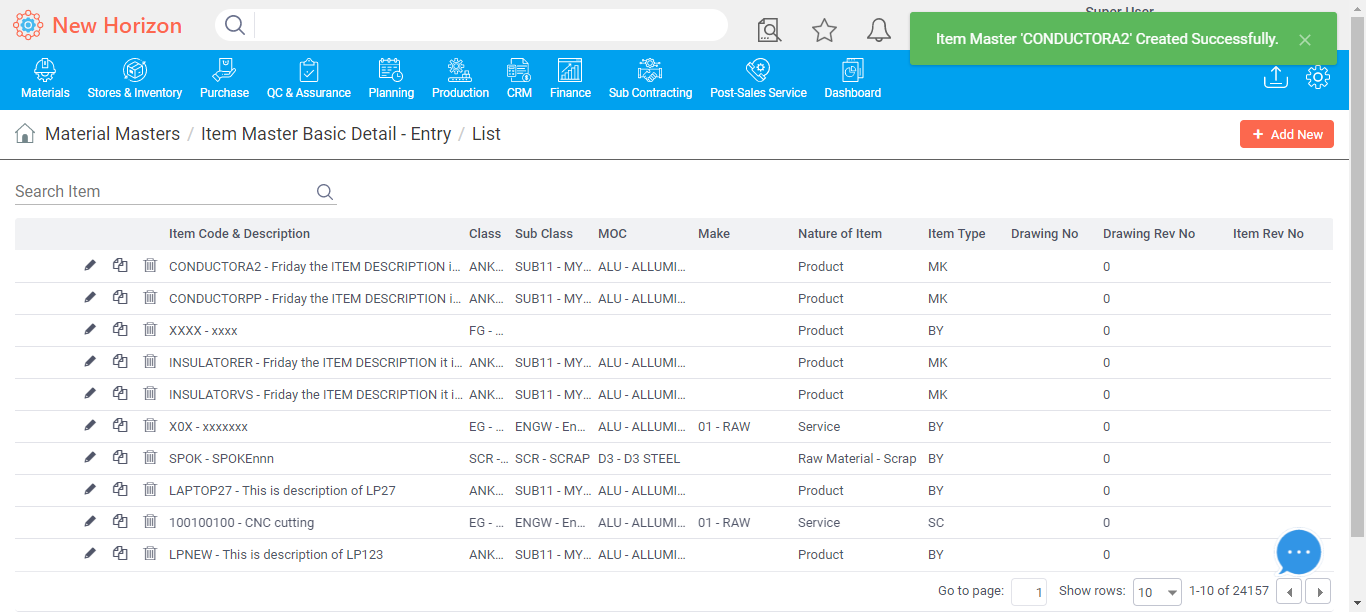 New Horizon
Super User
Item Master 'CONDUCTORA2' Created Successfully.
Materials Stores & Inventory Purchase QC & Assurance Planning Production CRM Finance Sub Contracting Post-Sales Service Dashboard
Material Masters / Item Master Basic Detail - Entry / List
+ Add New
Search Item
Item Code & Description Class Sub Class MOC Make Nature of Item Item Type Drawing No Drawing Rev No Item Rev No
CONDUCTORA2 - Friday the ITEM DESCRIPTION i... ANK... SUB11 - MY... ALU - ALLUMI... Product MK 0
CONDUCTORPP - Friday the ITEM DESCRIPTION i... ANK... SUB11 - MY... ALU - ALLUMI... Product MK 0
XXXX - xxxx FG - ... Product BY 0
INSULATORER - Friday the ITEM DESCRIPTION it i... ANK... SUB11 - MY... ALU - ALLUMI... Product MK 0
INSULATORVS - Friday the ITEM DESCRIPTION it i... ANK... SUB11 - MY... ALU - ALLUMI... Product MK 0
X0X - xxxxxxx EG - ... ENGW - En... ALU - ALLUMI... 01 - RAW Service BY 0
SPOK - SPOKEnnn SCR -... SCR - SCRAP D3 - D3 STEEL Raw Material - Scrap BY 0
LAPTOP27 - This is description of LP27 ANK... SUB11 - MY... ALU - ALLUMI... Product BY 0
100100100 - CNC cutting EG - ... ENGW - En... ALU - ALLUMI... 01 - RAW Service SC 0
LPNEW - This is description of LP123 ANK... SUB11 - MY... ALU - ALLUMI... Product BY 0
Go to page: 1 Show rows: 10 1-10 of 24157